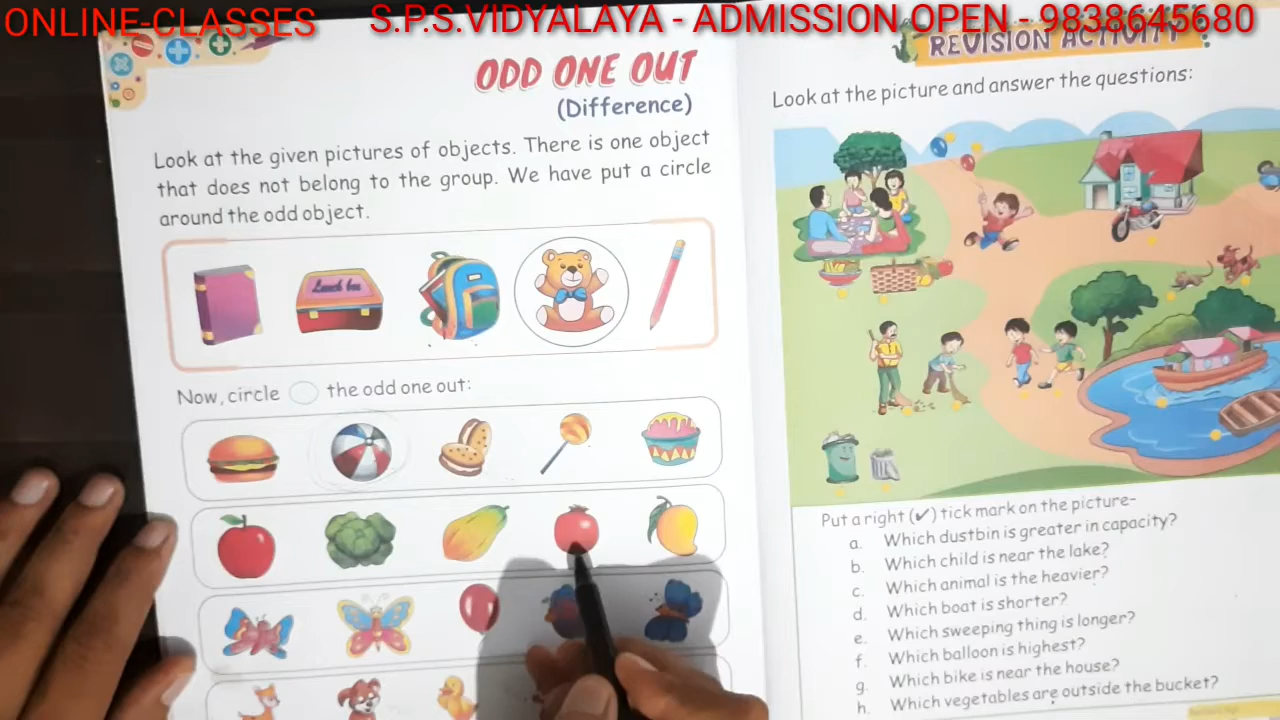 ONLINE-CLASSES
S.P.S.VIDYALAYA - ADMISSION OPEN - 9838645680
ODD ONE OUT
(Difference)
Look at the given pictures of objects. There is one object
that does not belong to the group. We have put a circle
around the odd object.
Lunch box
Now, circle the odd one out:
REVISION ACTIVITY
Look at the picture and answer the questions:
Put a right (✓) tick mark on the picture-
a. Which dustbin is greater in capacity?
b. Which child is near the lake?
c. Which animal is the heavier?
d. Which boat is shorter?
e. Which sweeping thing is longer?
f. Which balloon is highest?
g. Which bike is near the house?
h. Which vegetables are outside the bucket?